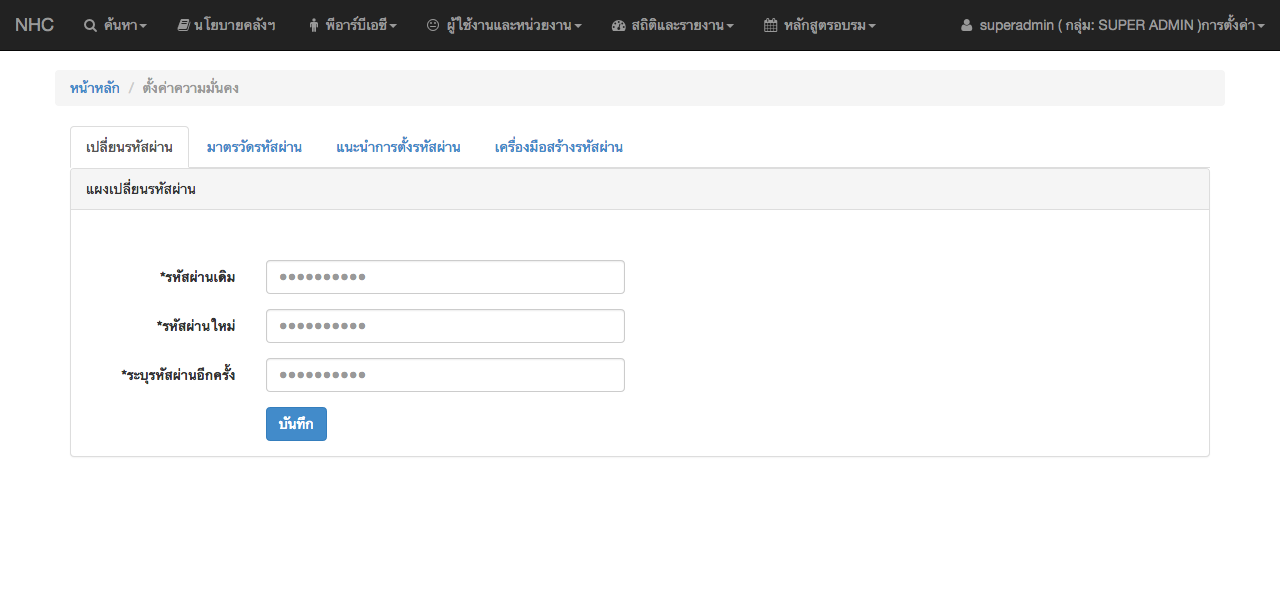 NHC ค้นหา นโยบายคลังฯ พีอาร์บีเอซี ผู้ใช้งานและหน่วยงาน สถิติและรายงาน หลักสูตรอบรม superadmin ( กลุ่ม: SUPER ADMIN )การตั้งค่า
หน้าหลัก / ตั้งค่าความมั่นคง
เปลี่ยนรหัสผ่าน มาตรวัดรหัสผ่าน แนะนำการตั้งรหัสผ่าน เครื่องมือสร้างรหัสผ่าน
แผงเปลี่ยนรหัสผ่าน
*รหัสผ่านเดิม ●●●●●●●●●●
*รหัสผ่านใหม่ ●●●●●●●●●●
*ระบุรหัสผ่านอีกครั้ง ●●●●●●●●●●
บันทึก